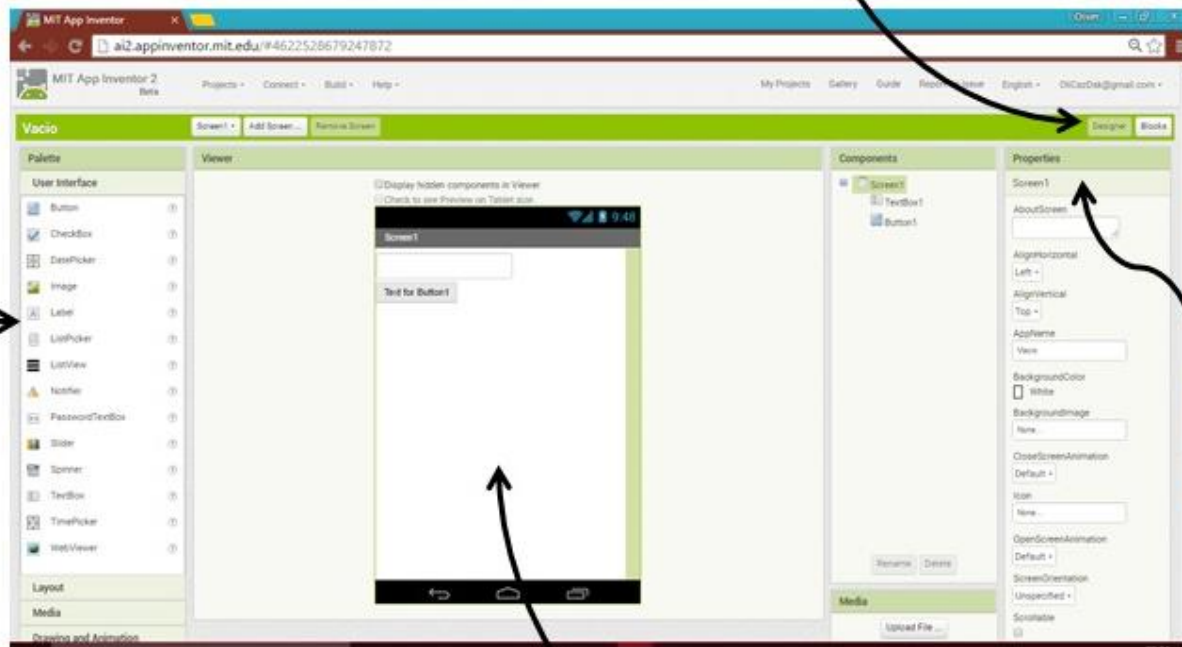 MIT App Inventor
Oliver
ai2.appinventor.mit.edu/#4622528679247872
MIT App Inventor 2
Beta
Projects
Connect
Build
Help
My Projects
Gallery
Guide
Issue
English
OliCazDak@gmail.com
Vacio
Screen1
Add Screen...
Remove Screen
Designer
Blocks
Palette
User Interface
Button
CheckBox
DatePicker
Image
Label
ListPicker
ListView
Notifier
PasswordTextBox
Slider
Spinner
TextBox
TimePicker
WebViewer
Layout
Media
Drawing and Animation
Viewer
Display hidden components in Viewer
Check to see Preview on Tablet size.
9:48
Screen1
Text for Button1
Components
Screen1
TextBox1
Button1
Rename
Delete
Media
Upload File ...
Properties
Screen1
AboutScreen
AlignHorizontal
Left
AlignVertical
Top
AppName
Vacio
BackgroundColor
White
BackgroundImage
None...
CloseScreenAnimation
Default
Icon
None...
OpenScreenAnimation
Default
ScreenOrientation
Unspecified
Scrollable